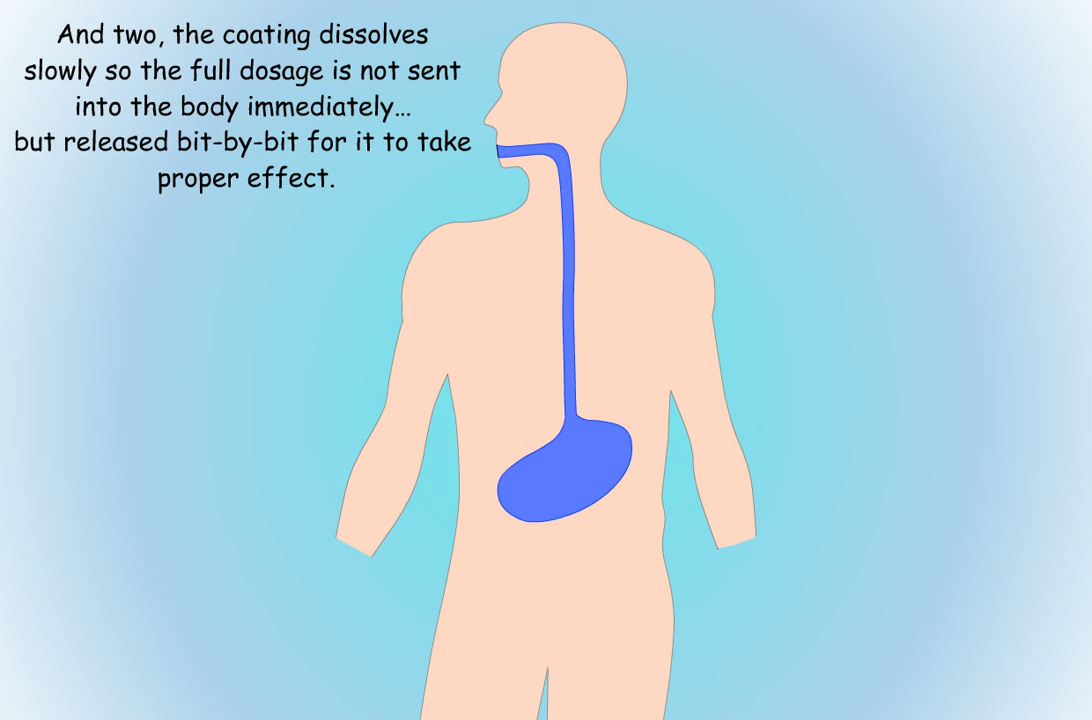 And two, the coating dissolves
slowly so the full dosage is not sent
into the body immediately...
but released bit-by-bit for it to take
proper effect.